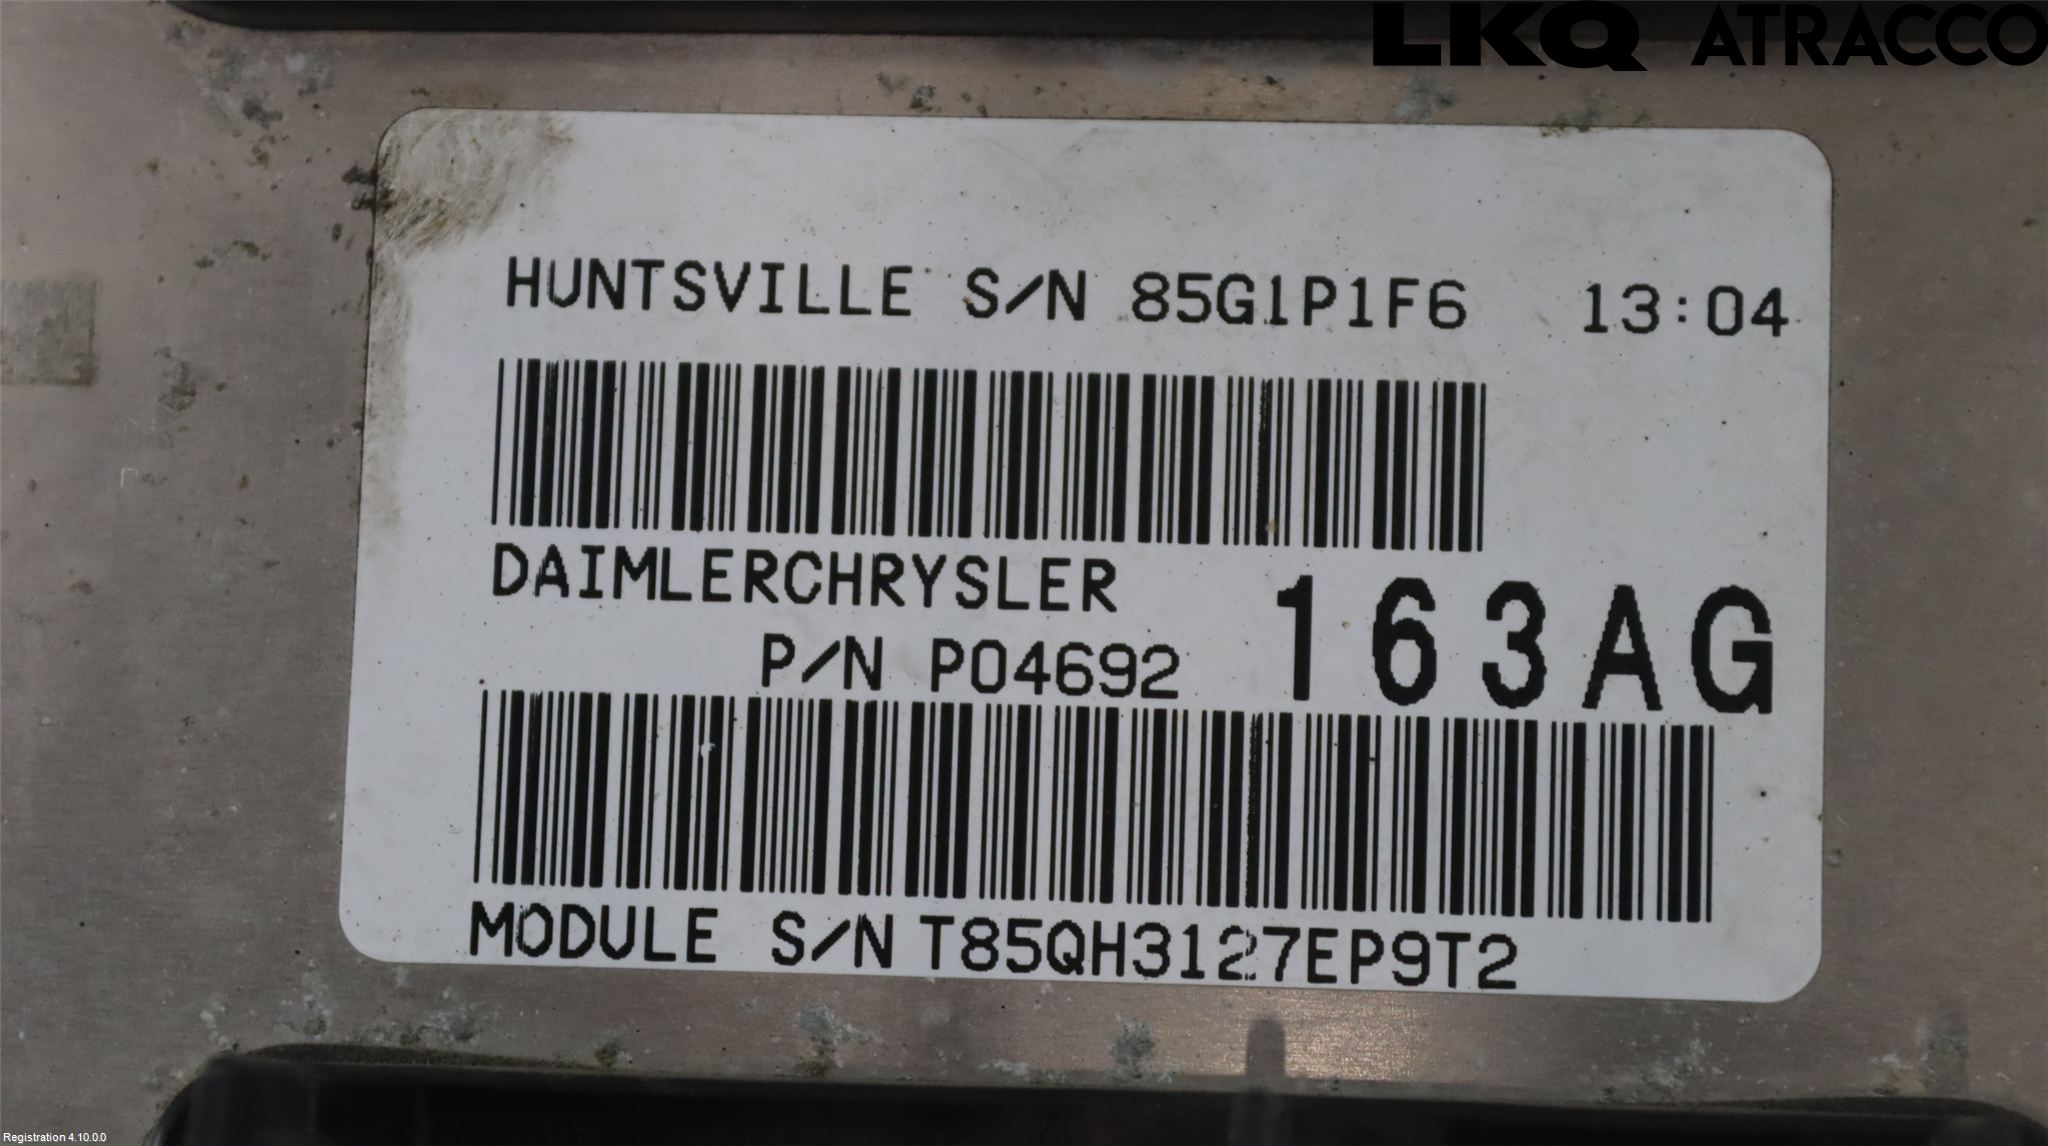 LKQ ATRACCO
HUNTSVILLE S/N 85G1P1F6 13:04
DAIMLERCHRYSLER
P/N P04692 163AG
MODULE S/N T85QH3127EP9T2
Registration 4.10.0.0